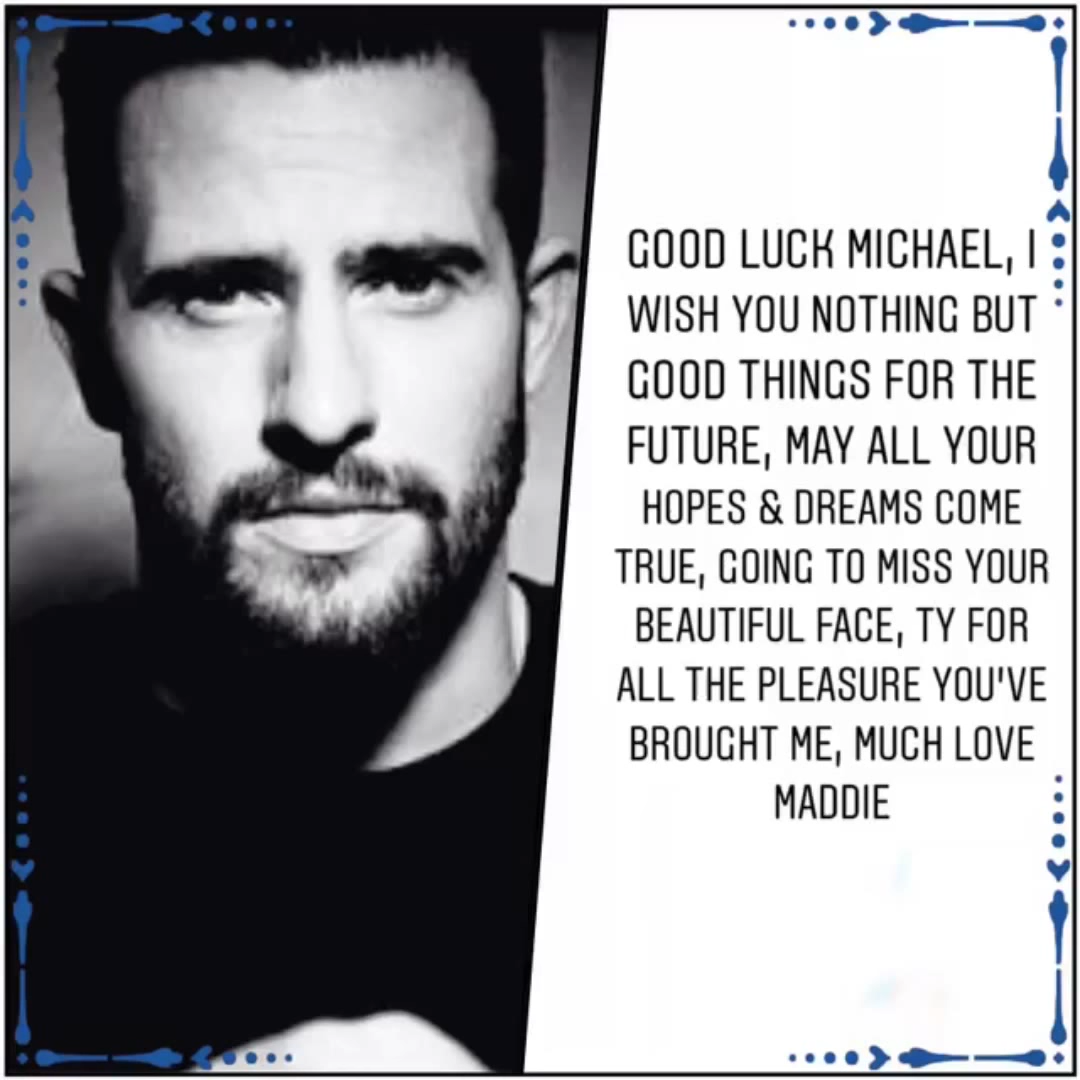 GOOD LUCK MICHAEL, I
WISH YOU NOTHING BUT
GOOD THINGS FOR THE
FUTURE, MAY ALL YOUR
HOPES & DREAMS COME
TRUE, GOING TO MISS YOUR
BEAUTIFUL FACE, TY FOR
ALL THE PLEASURE YOU'VE
BROUGHT ME, MUCH LOVE
MADDIE